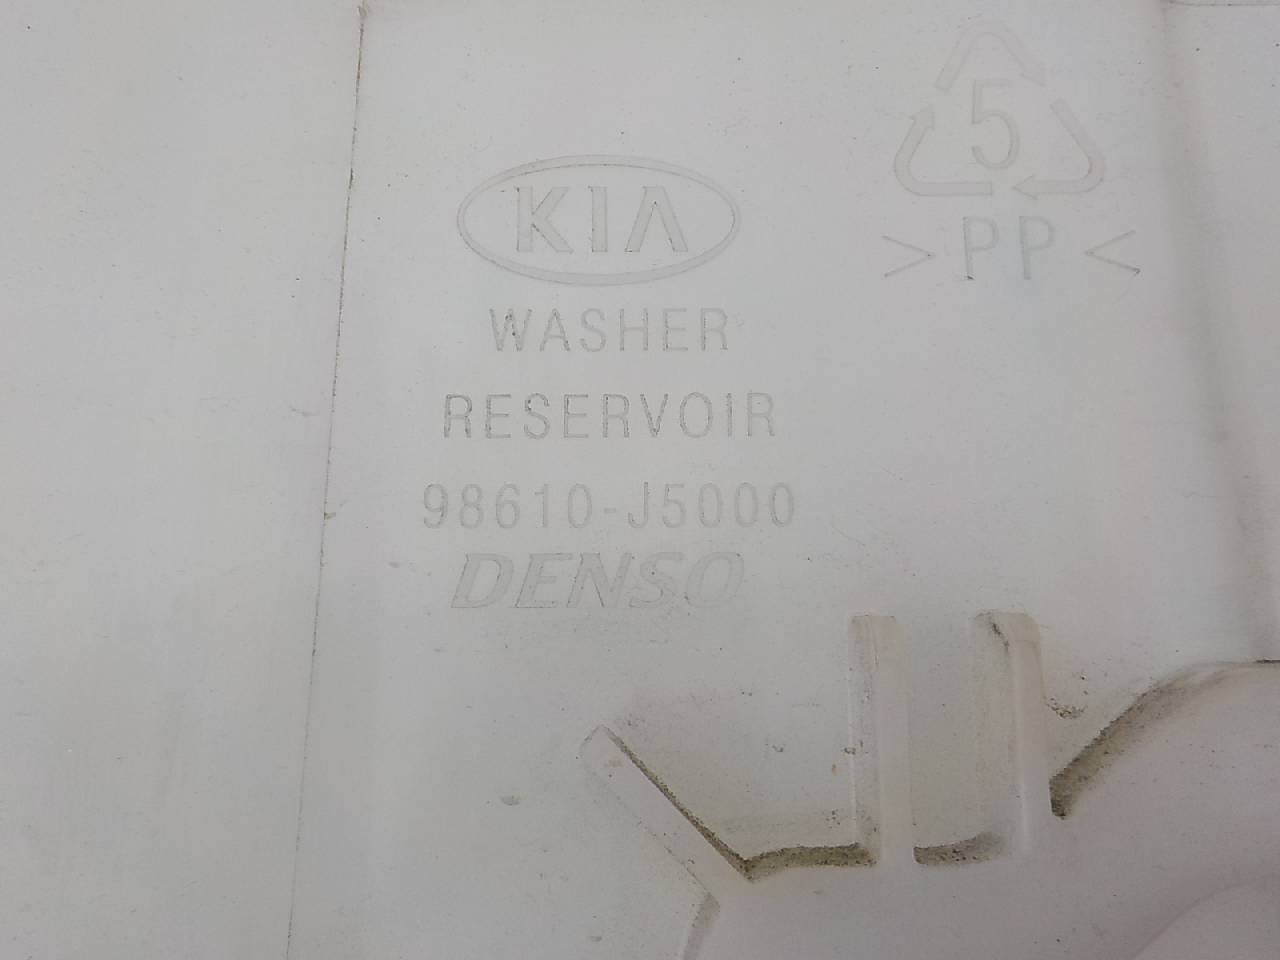 KIA
WASHER
RESERVOIR
98610-J5000
DENSO
5
>PP<